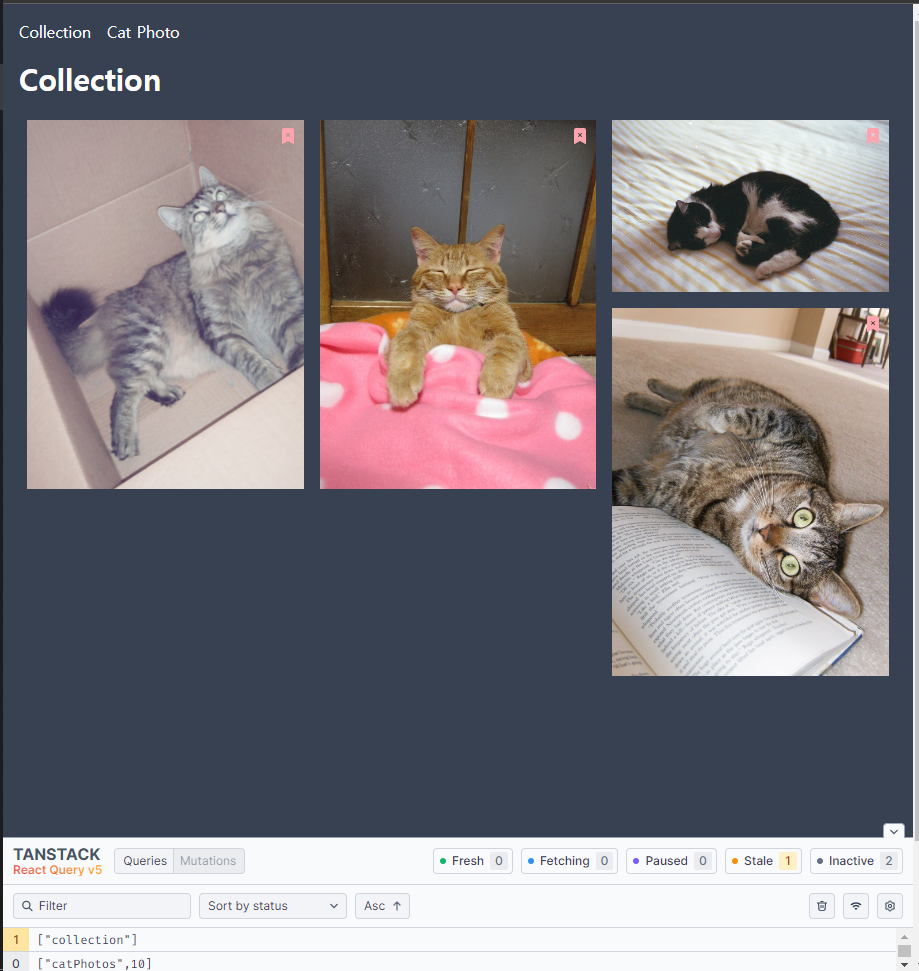 Collection Cat Photo
Collection
TANSTACK
React Query v5
Queries Mutations
Fresh 0 Fetching 0 Paused 0 Stale 1 Inactive 2
Filter Sort by status Asc ↑
1 ["collection"]
0 ["catPhotos",10]